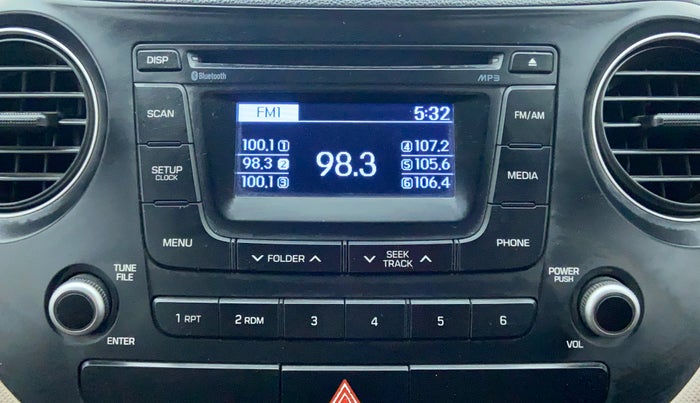 DISP
Bluetooth
MP3
SCAN
FM1
5:32
FM/AM
100.1 1
4 107.2
98.3 2
98.3
5 105.6
100.1 3
6 106.4
SETUP
CLOCK
MEDIA
MENU
FOLDER
SEEK
TRACK
PHONE
TUNE
FILE
POWER
PUSH
1 RPT
2 RDM
3
4
5
6
ENTER
VOL